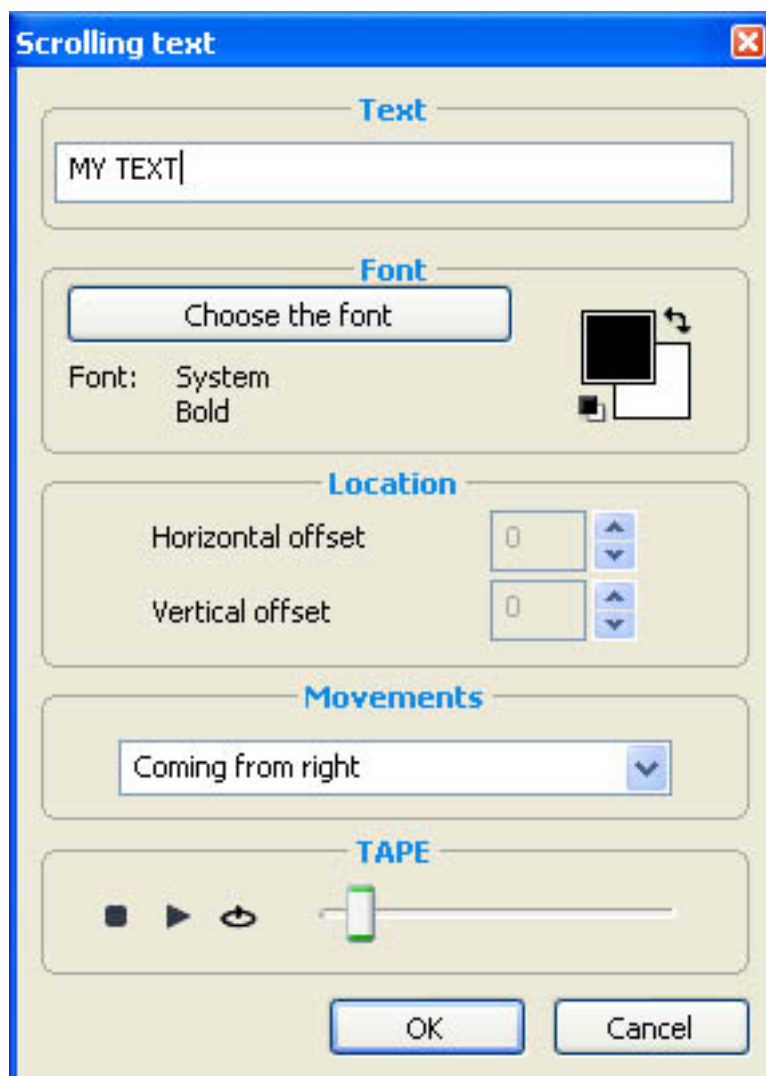 Scrolling text
Text
MY TEXT
Font
Choose the font
Font: System
Bold
Location
Horizontal offset 0
Vertical offset 0
Movements
Coming from right
TAPE
OK Cancel